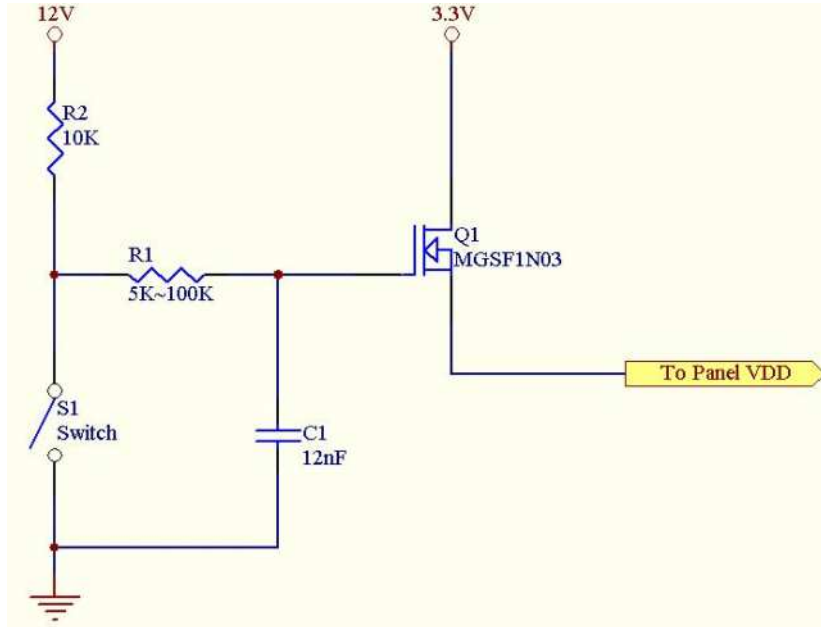 12V
3.3V
R2
10K
R1
5K~100K
Q1
MGSF1N03
To Panel VDD
S1
Switch
C1
12nF